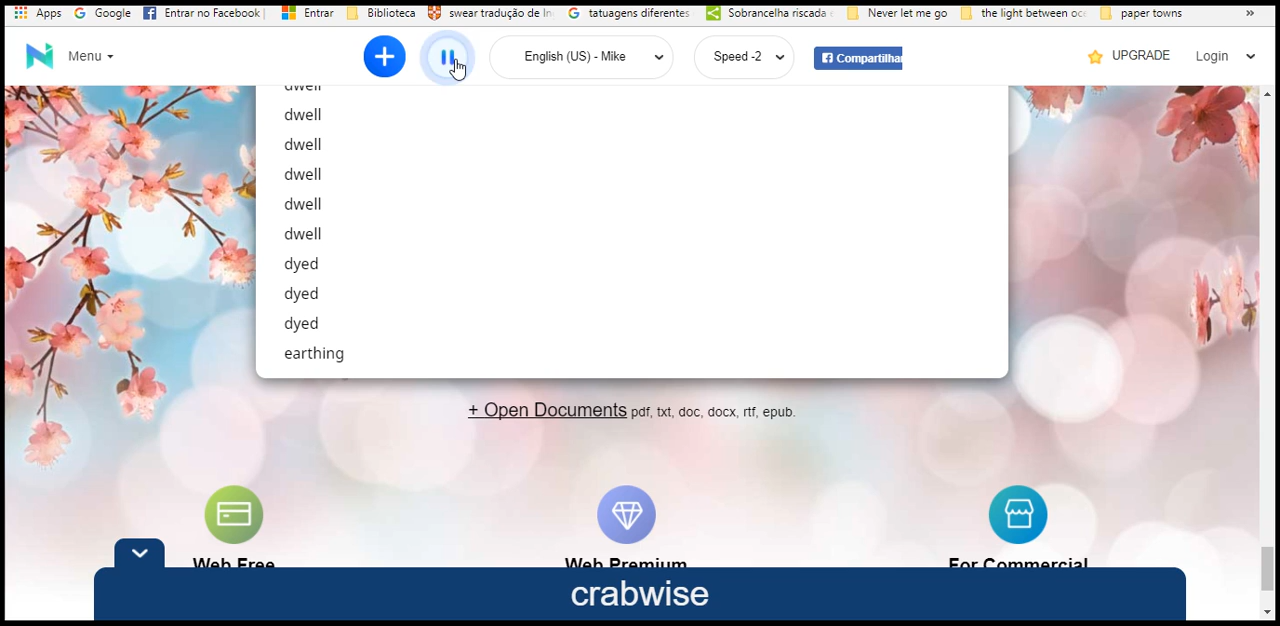 Apps Google Entrar no Facebook Entrar Biblioteca swear tradução de In tatuagens diferentes Sobrancelha riscada Never let me go the light between oce paper towns »
Menu English (US) - Mike Speed -2 Compartilhar UPGRADE Login
dwell
dwell
dwell
dwell
dwell
dwell
dyed
dyed
dyed
earthing
+ Open Documents pdf, txt, doc, docx, rtf, epub.
Web Free Web Premium For Commercial
crabwise